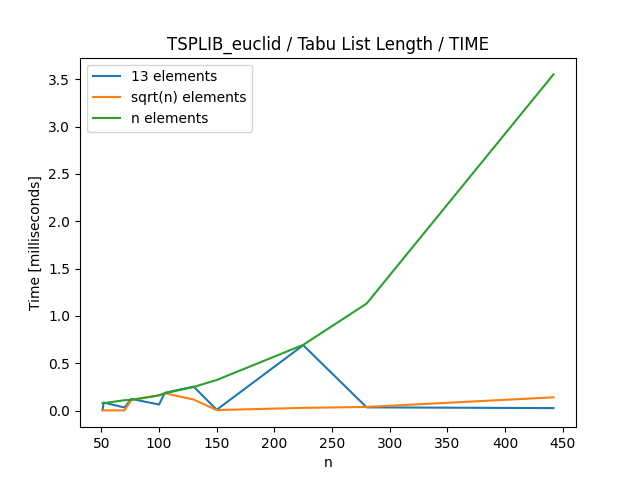 TSPLIB_euclid / Tabu List Length / TIME
13 elements
sqrt(n) elements
n elements
Time [milliseconds]
3.5
3.0
2.5
2.0
1.5
1.0
0.5
0.0
50 100 150 200 250 300 350 400 450
n